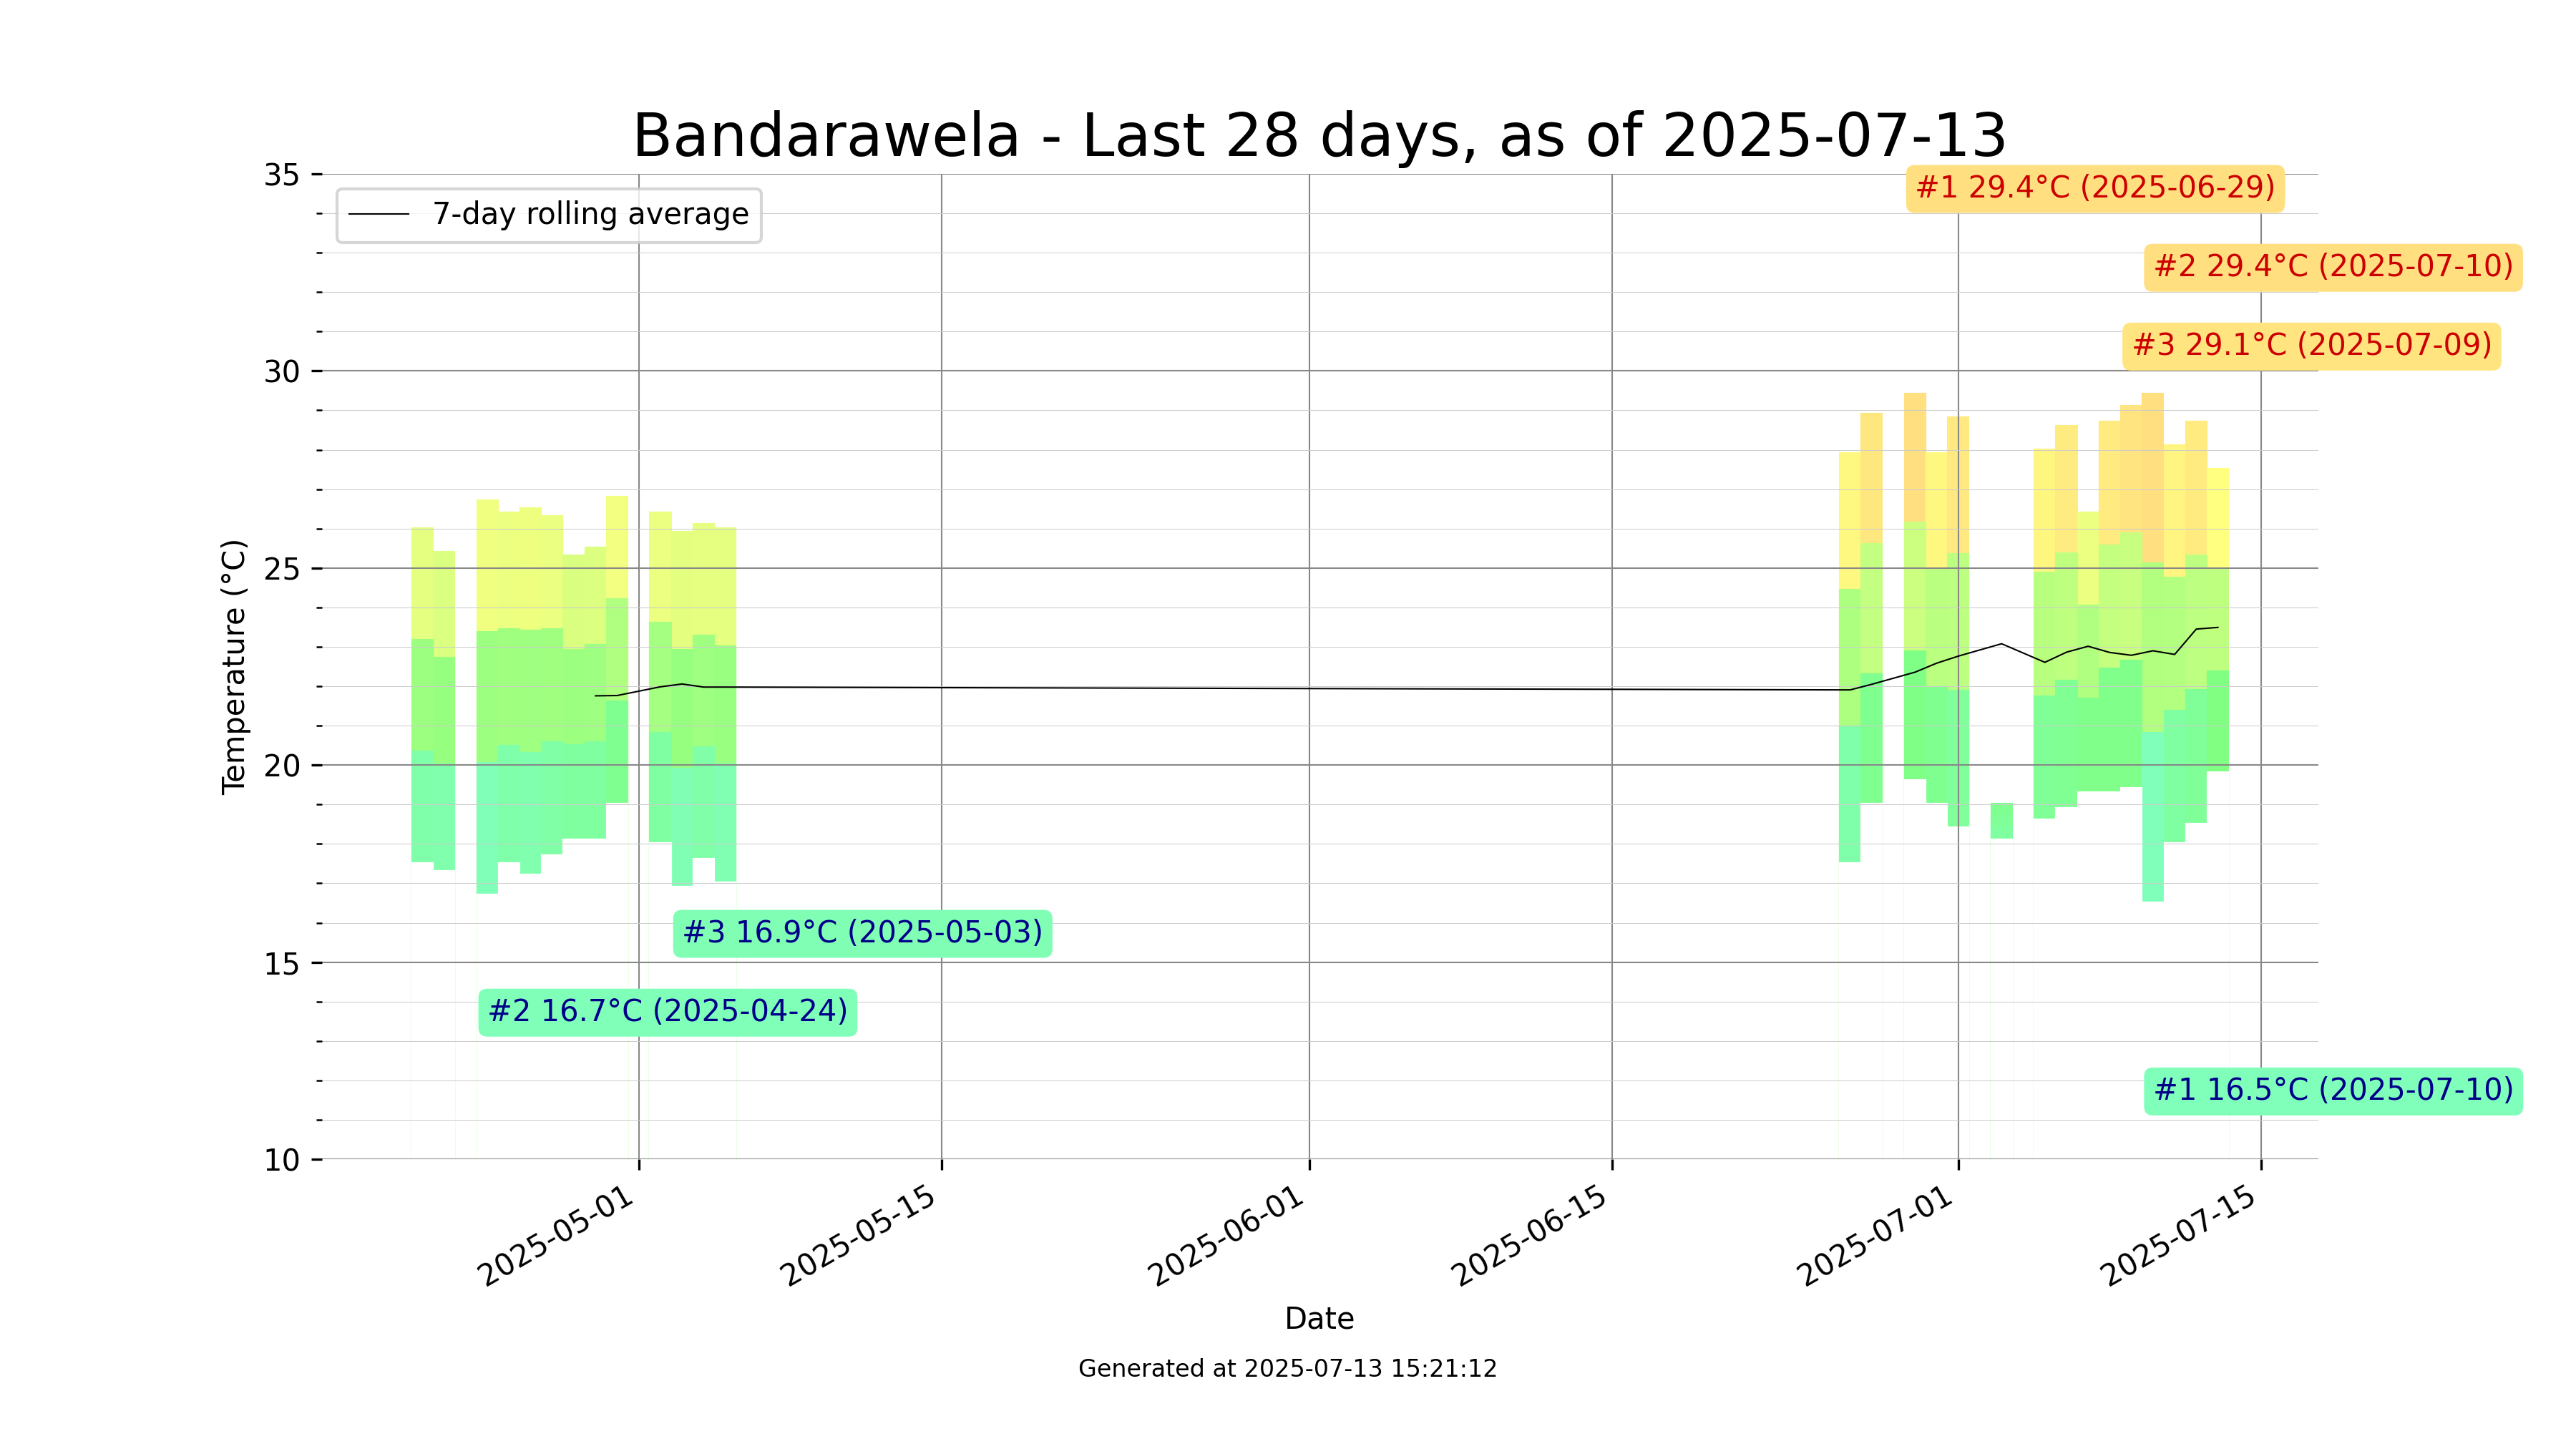 Bandarawela - Last 28 days, as of 2025-07-13
7-day rolling average
#1 29.4°C (2025-06-29)
#2 29.4°C (2025-07-10)
#3 29.1°C (2025-07-09)
#3 16.9°C (2025-05-03)
#2 16.7°C (2025-04-24)
#1 16.5°C (2025-07-10)
Temperature (°C)
35
30
25
20
15
10
2025-05-01
2025-05-15
2025-06-01
2025-06-15
2025-07-01
2025-07-15
Date
Generated at 2025-07-13 15:21:12